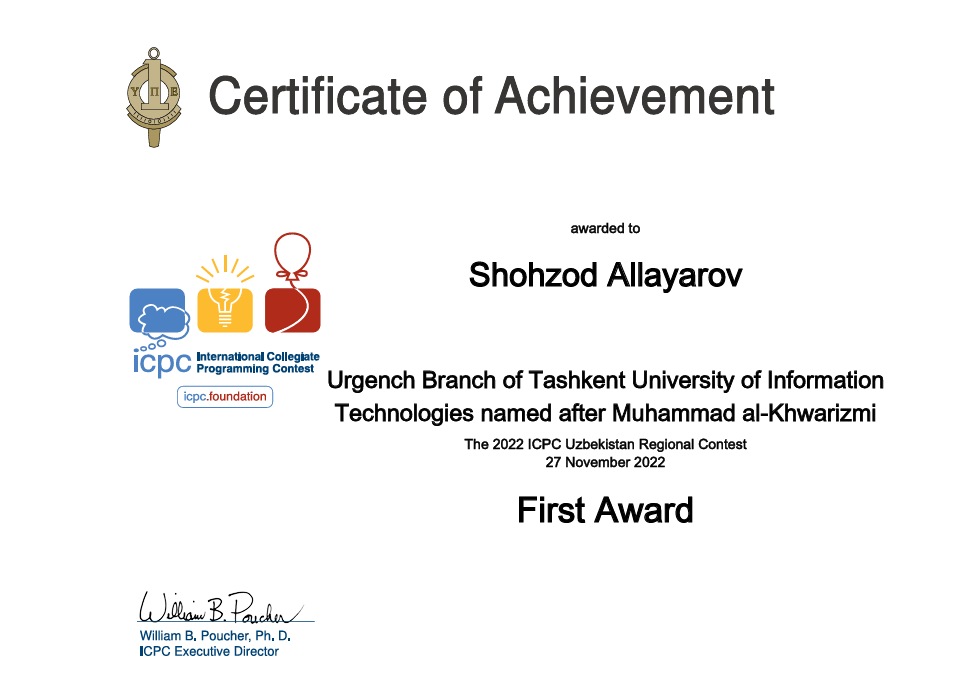 Certificate of Achievement
Υ Π Ε
awarded to
Shohzod Allayarov
icpc International Collegiate
Programming Contest
icpc.foundation
Urgench Branch of Tashkent University of Information
Technologies named after Muhammad al-Khwarizmi
The 2022 ICPC Uzbekistan Regional Contest
27 November 2022
First Award
William B. Poucher
William B. Poucher, Ph. D.
ICPC Executive Director